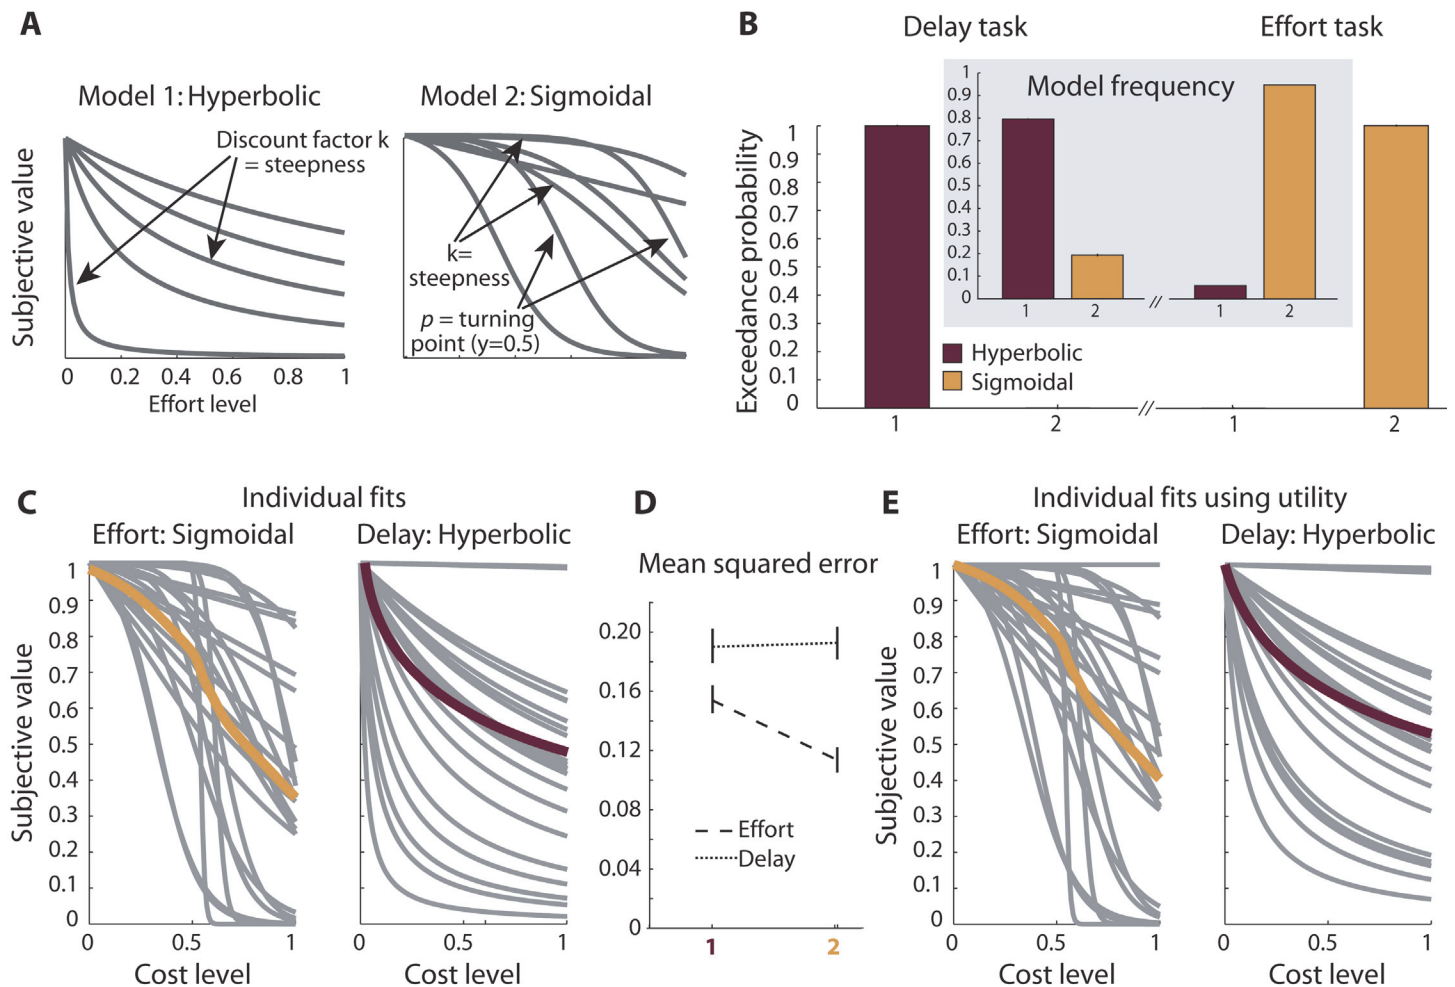 A
Model 1: Hyperbolic
Model 2: Sigmoidal
Subjective value
Discount factor k
= steepness
0 0.2 0.4 0.6 0.8 1
Effort level
k=
steepness
p = turning
point (y=0.5)
B
Delay task
Effort task
Exceedance probability
1
0.9
0.8
0.7
0.6
0.5
0.4
0.3
0.2
0.1
0
Model frequency
1
0.9
0.8
0.7
0.6
0.5
0.4
0.3
0.2
0.1
0
1 2 // 1 2
Hyperbolic
Sigmoidal
1 2 // 1 2
C
Individual fits
Effort: Sigmoidal
Delay: Hyperbolic
Subjective value
1
0.9
0.8
0.7
0.6
0.5
0.4
0.3
0.2
0.1
0
0 0.5 1
Cost level
0 0.5 1
Cost level
D
Mean squared error
0.20
0.16
0.12
0.08
0.04
0
Effort
Delay
1 2
E
Individual fits using utility
Effort: Sigmoidal
Delay: Hyperbolic
Subjective value
1
0.9
0.8
0.7
0.6
0.5
0.4
0.3
0.2
0.1
0
0 0.5 1
Cost level
0 0.5 1
Cost level